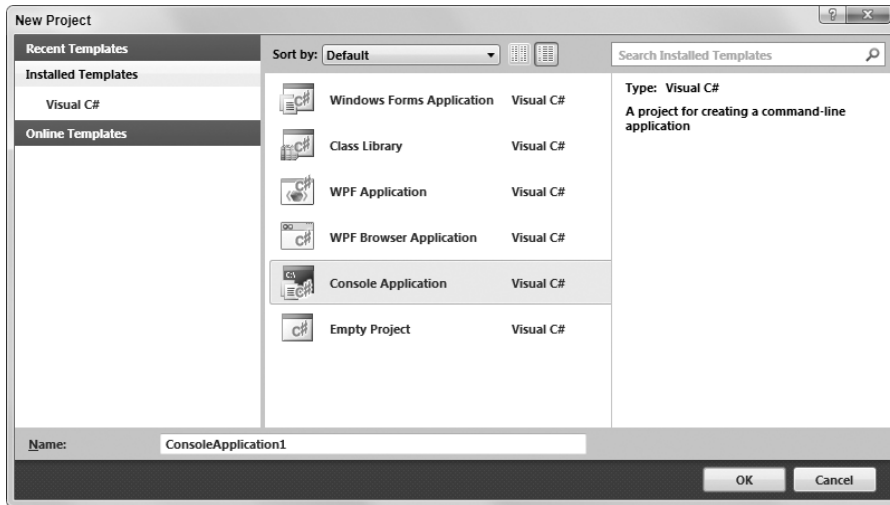 New Project
Recent Templates
Installed Templates
Visual C#
Online Templates
Sort by: Default
Windows Forms Application Visual C#
Class Library Visual C#
WPF Application Visual C#
WPF Browser Application Visual C#
Console Application Visual C#
Empty Project Visual C#
Search Installed Templates
Type: Visual C#
A project for creating a command-line
application
Name: ConsoleApplication1
OK Cancel